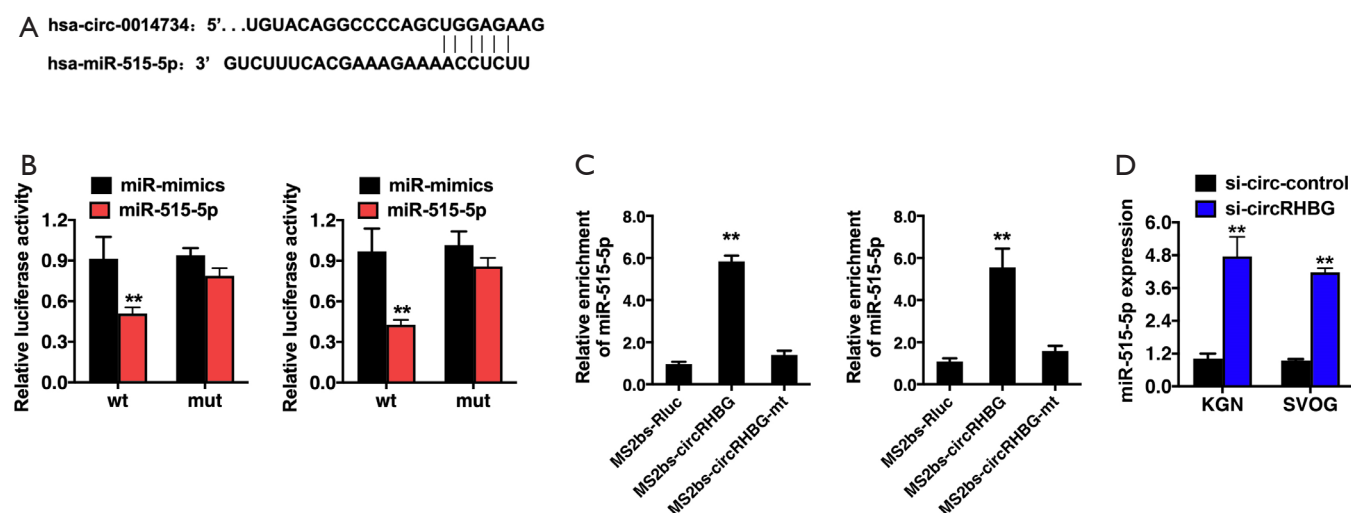 A
hsa-circ-0014734: 5'...UGUACAGGCCCCAGCUGGAGAAG
hsa-miR-515-5p: 3' GUCUUUCACGAAAGAAAACCUCUU
B
miR-mimics
miR-515-5p
Relative luciferase activity
1.2
0.9
0.6
0.3
0.0
**
wt
mut
miR-mimics
miR-515-5p
Relative luciferase activity
1.2
0.9
0.6
0.3
0.0
**
wt
mut
C
Relative enrichment
of miR-515-5p
8.0
6.0
4.0
2.0
0.0
**
MS2bs-Rluc
MS2bs-circRHBG
MS2bs-circRHBG-mt
Relative enrichment
of miR-515-5p
8.0
6.0
4.0
2.0
0.0
**
MS2bs-Rluc
MS2bs-circRHBG
MS2bs-circRHBG-mt
D
si-circ-control
si-circRHBG
miR-515-5p expression
6.0
4.8
3.6
2.4
1.2
0.0
**
**
KGN
SVOG